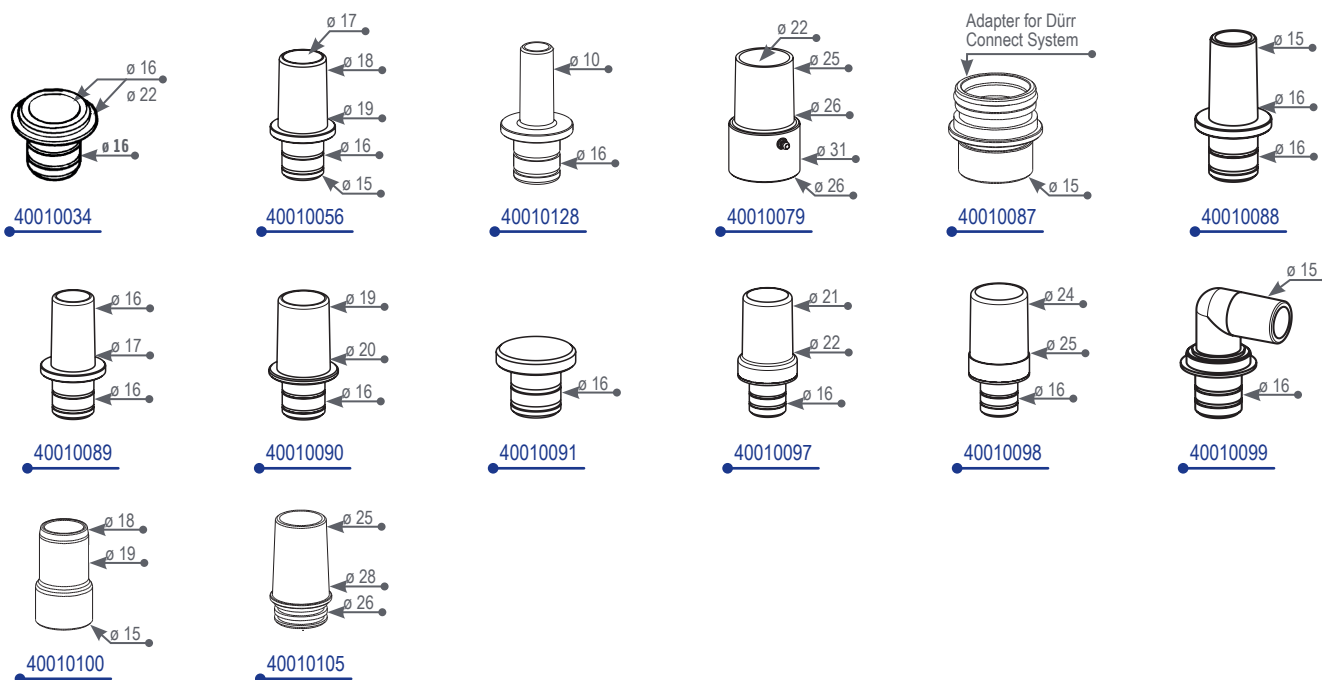 ø 16
ø 22
ø 16
40010034
ø 17
ø 18
ø 19
ø 16
ø 15
40010056
ø 10
ø 16
40010128
ø 22
ø 25
ø 26
ø 31
ø 26
40010079
Adapter for Dürr
Connect System
ø 15
40010087
ø 15
ø 16
ø 16
40010088
ø 16
ø 17
ø 16
40010089
ø 19
ø 20
ø 16
40010090
ø 16
40010091
ø 21
ø 22
ø 16
40010097
ø 24
ø 25
ø 16
40010098
ø 15
ø 16
40010099
ø 18
ø 19
ø 15
40010100
ø 25
ø 28
ø 26
40010105